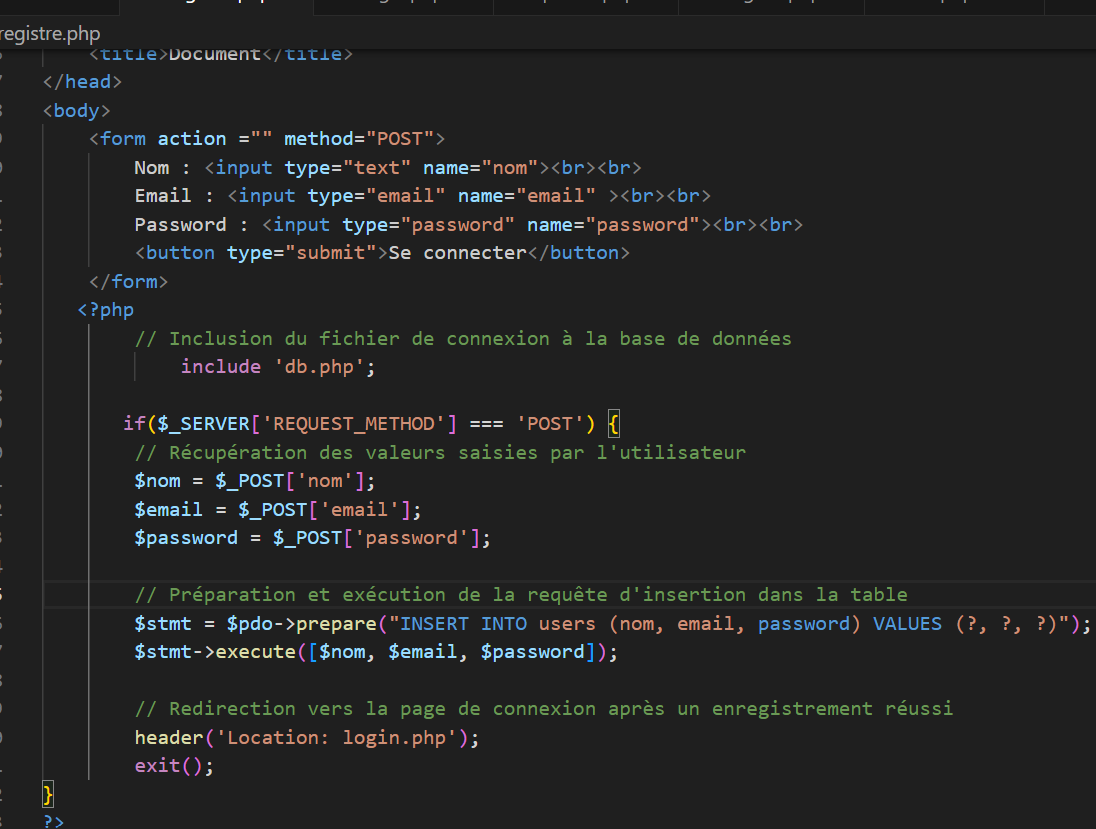 registre.php
<title>Document</title>
</head>
<body>
<form action ="" method="POST">
Nom : <input type="text" name="nom"><br><br>
Email : <input type="email" name="email" ><br><br>
Password : <input type="password" name="password"><br><br>
<button type="submit">Se connecter</button>
</form>
<?php
// Inclusion du fichier de connexion à la base de données
include 'db.php';
if($_SERVER['REQUEST_METHOD'] === 'POST') {
// Récupération des valeurs saisies par l'utilisateur
$nom = $_POST['nom'];
$email = $_POST['email'];
$password = $_POST['password'];
// Préparation et exécution de la requête d'insertion dans la table
$stmt = $pdo->prepare("INSERT INTO users (nom, email, password) VALUES (?, ?, ?)");
$stmt->execute([$nom, $email, $password]);
// Redirection vers la page de connexion après un enregistrement réussi
header('Location: login.php');
exit();
}
?>